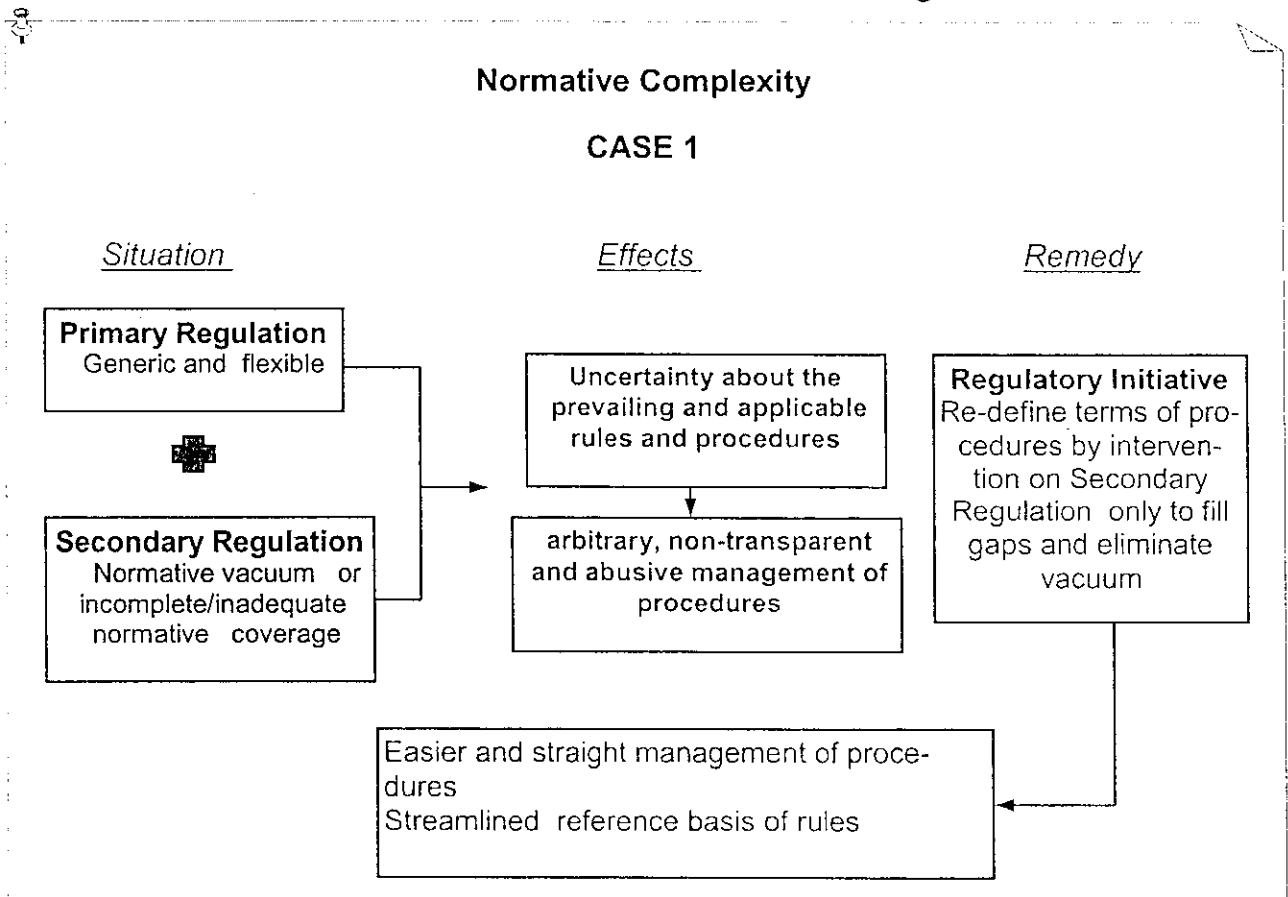 Normative Complexity
CASE 1
Situation
Effects
Remedy
Primary Regulation
Generic and flexible
Secondary Regulation
Normative vacuum or
incomplete/inadequate
normative coverage
Uncertainty about the
prevailing and applicable
rules and procedures
arbitrary, non-transparent
and abusive management of
procedures
Regulatory Initiative
Re-define terms of pro-
cedures by interven-
tion on Secondary
Regulation only to fill
gaps and eliminate
vacuum
Easier and straight management of proce-
dures
Streamlined reference basis of rules